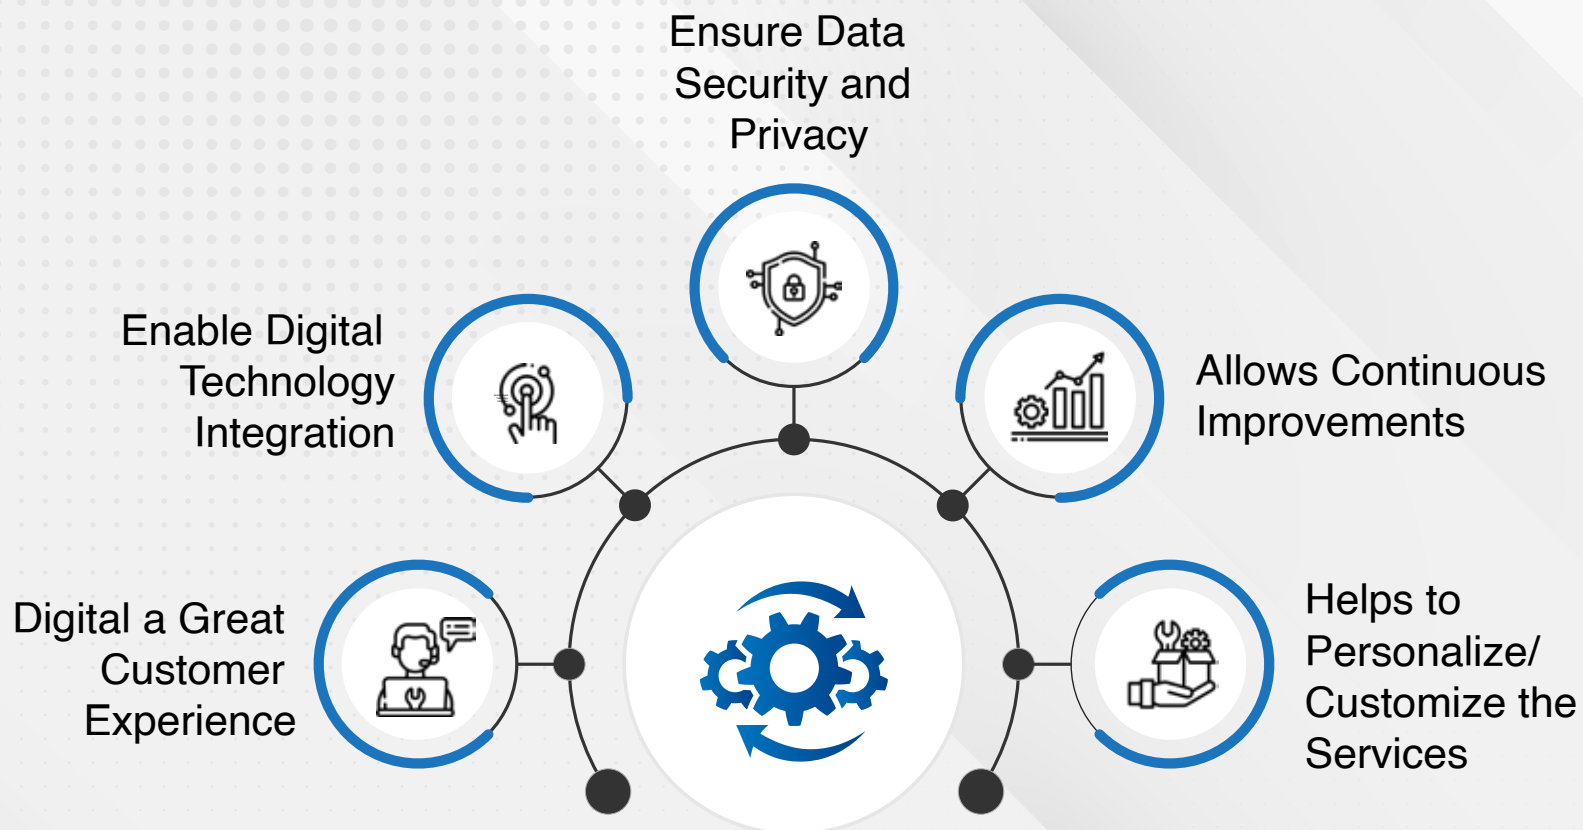 Ensure Data
Security and
Privacy
Enable Digital
Technology
Integration
Allows Continuous
Improvements
Digital a Great
Customer
Experience
Helps to
Personalize/
Customize the
Services